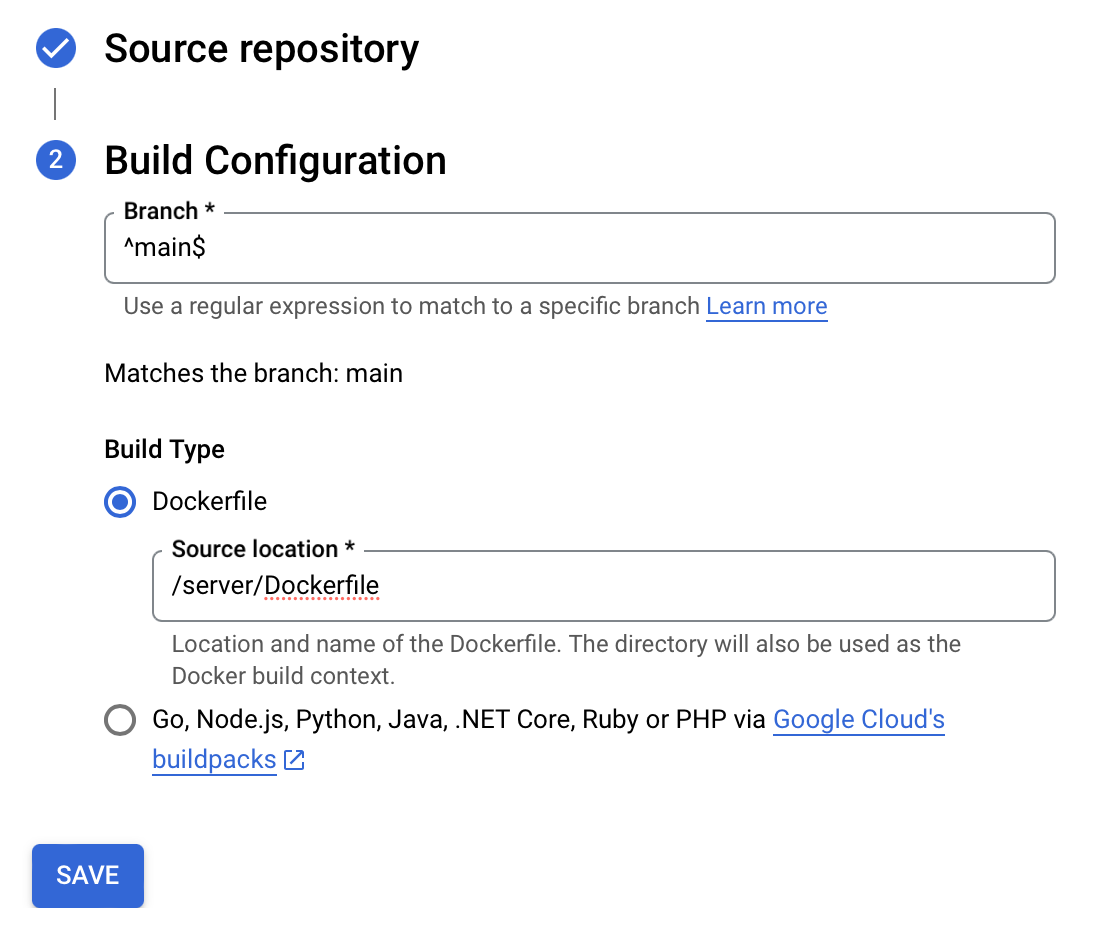 Source repository
2
Build Configuration
Branch *
^main$
Use a regular expression to match to a specific branch Learn more
Matches the branch: main
Build Type
Dockerfile
Source location *
/server/Dockerfile
Location and name of the Dockerfile. The directory will also be used as the
Docker build context.
Go, Node.js, Python, Java, .NET Core, Ruby or PHP via Google Cloud's
buildpacks
SAVE